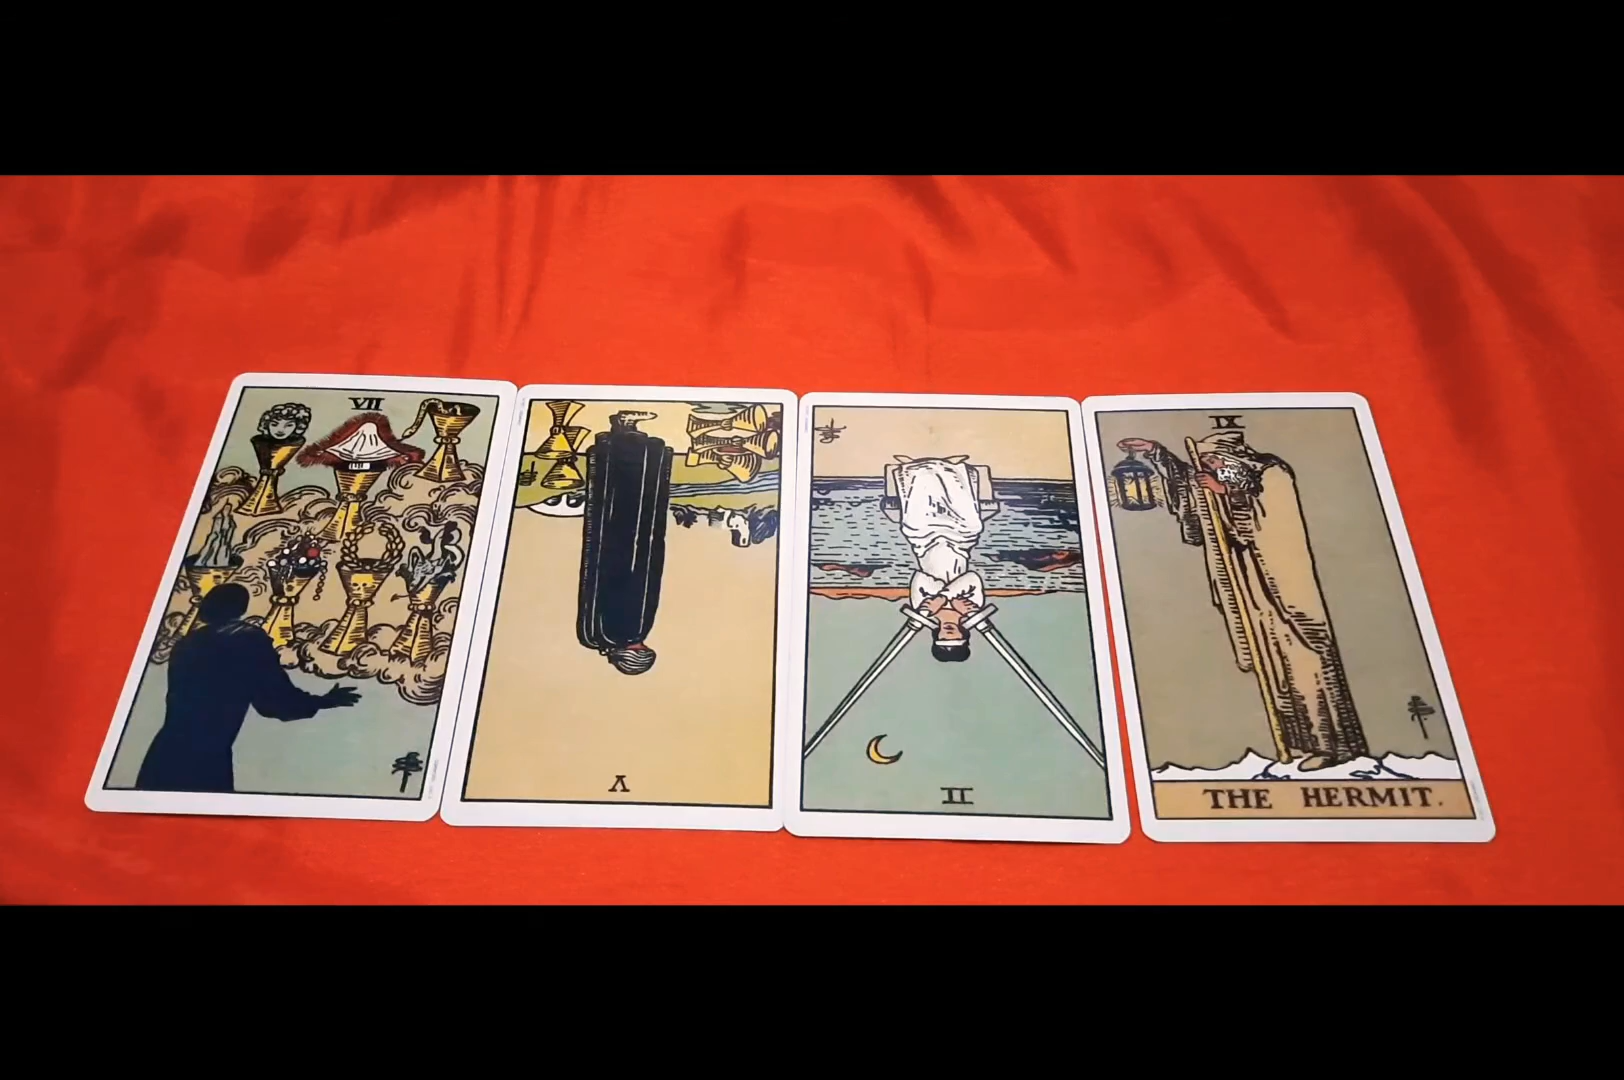 VII
V
II
IX
THE HERMIT.